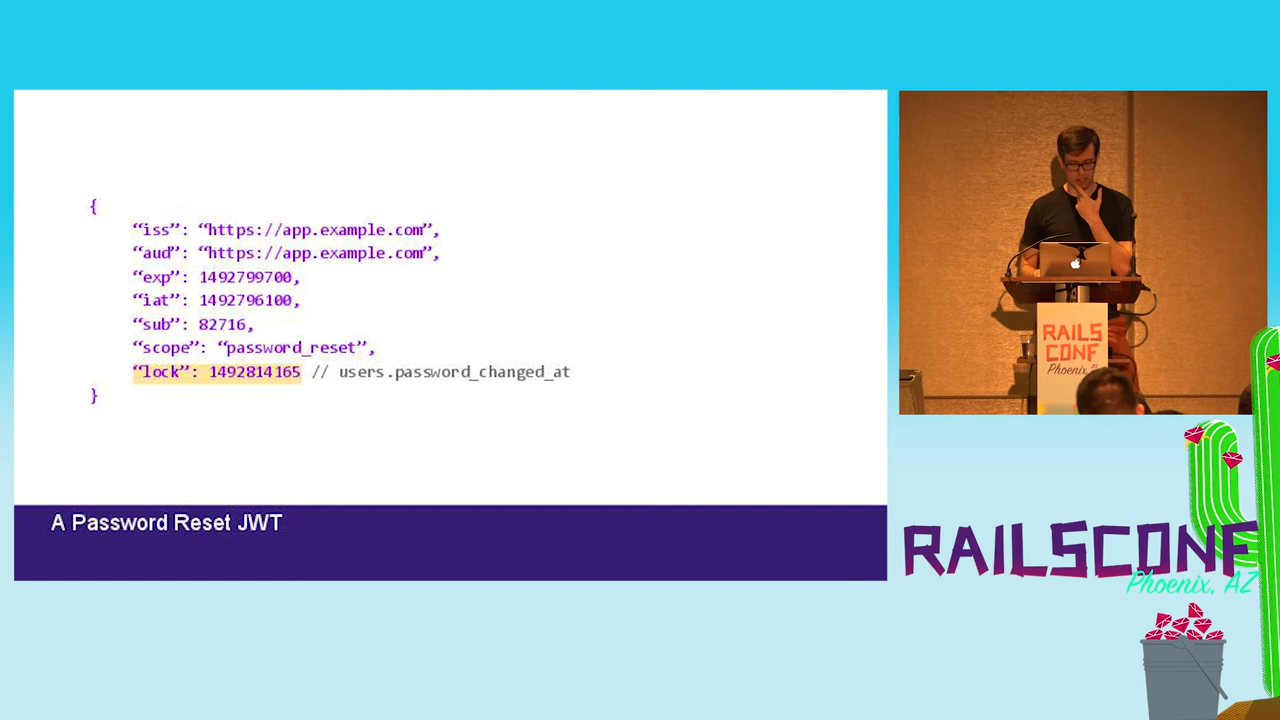 {
“iss”: “https://app.example.com”,
“aud”: “https://app.example.com”,
“exp”: 1492799700,
“iat”: 1492796100,
“sub”: 82716,
“scope”: “password_reset”,
“lock”: 1492814165 // users.password_changed_at
}
A Password Reset JWT
RAILS
CONF
Phoenix, AZ
RAILSCONF
Phoenix, AZ